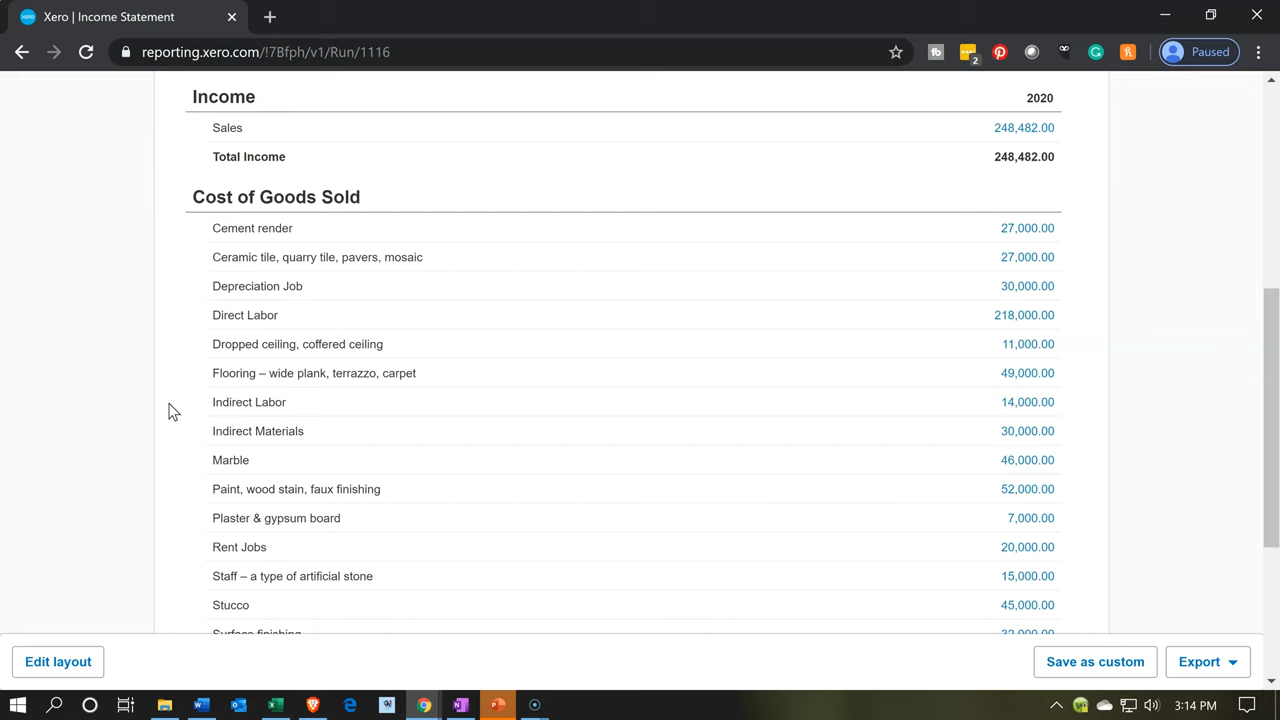 Xero | Income Statement
reporting.xero.com/!7Bfph/v1/Run/1116
2
Paused
Income 2020
Sales 248,482.00
Total Income 248,482.00
Cost of Goods Sold
Cement render 27,000.00
Ceramic tile, quarry tile, pavers, mosaic 27,000.00
Depreciation Job 30,000.00
Direct Labor 218,000.00
Dropped ceiling, coffered ceiling 11,000.00
Flooring – wide plank, terrazzo, carpet 49,000.00
Indirect Labor 14,000.00
Indirect Materials 30,000.00
Marble 46,000.00
Paint, wood stain, faux finishing 52,000.00
Plaster & gypsum board 7,000.00
Rent Jobs 20,000.00
Staff – a type of artificial stone 15,000.00
Stucco 45,000.00
Surface finishing 32,000.00
Edit layout Save as custom Export
3:14 PM